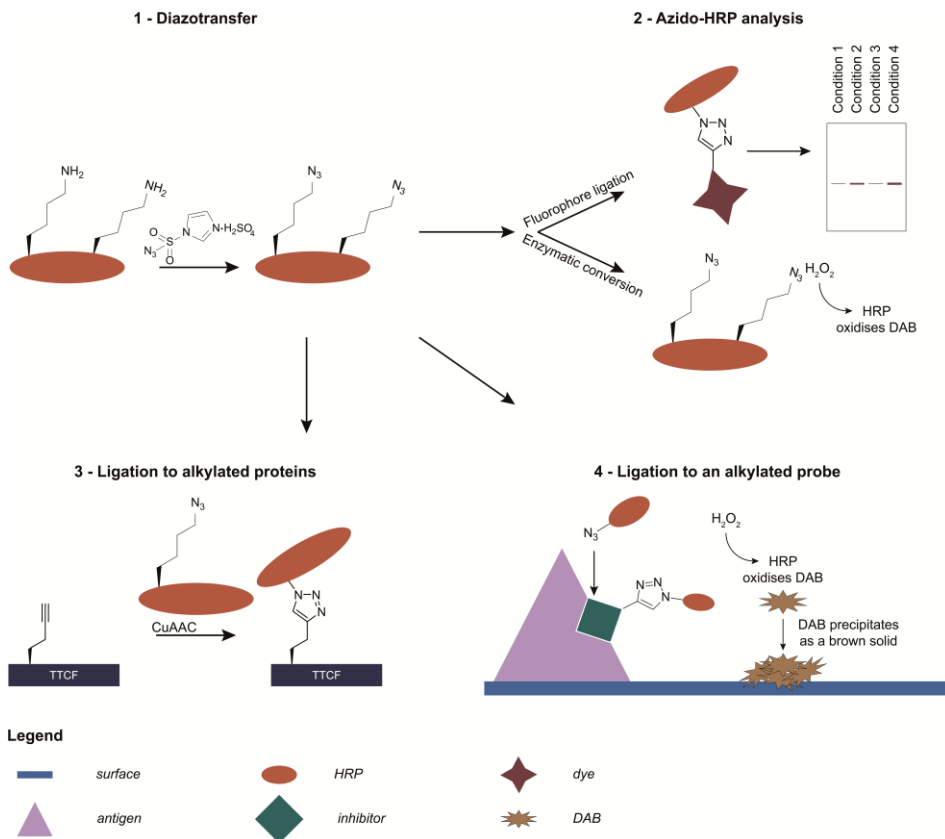 1 - Diazotransfer
NH2
NH2
O
S
N3
O
N
N·H2SO4
N3
N3
2 - Azido-HRP analysis
Fluorophore ligation
Enzymatic conversion
N
N
N
Condition 1
Condition 2
Condition 3
Condition 4
N3
N3
H2O2
HRP
oxidises DAB
3 - Ligation to alkylated proteins
N3
CuAAC
TTCF
N
N
N
TTCF
4 - Ligation to an alkylated probe
N3
N
N
N
H2O2
HRP
oxidises DAB
DAB precipitates
as a brown solid
Legend
surface
HRP
dye
antigen
inhibitor
DAB